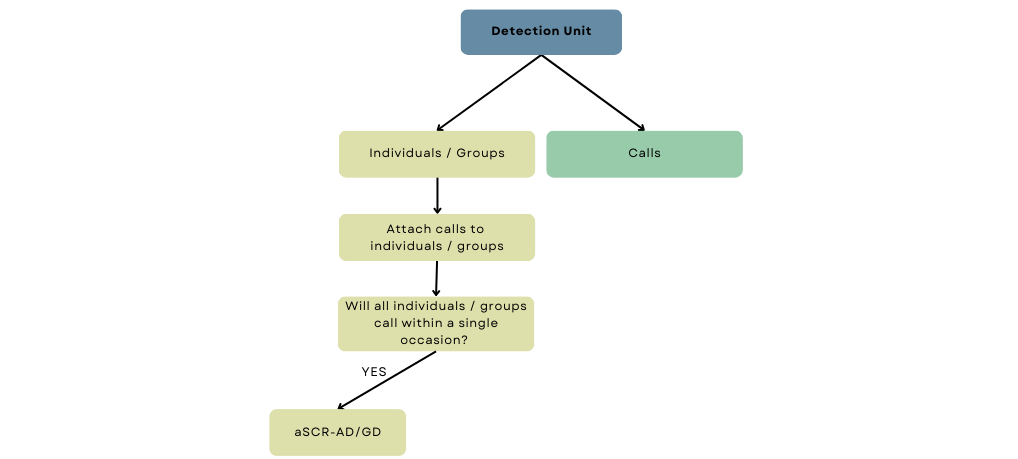 Detection Unit
Individuals / Groups
Calls
Attach calls to
individuals / groups
Will all individuals / groups
call within a single
occasion?
YES
aSCR-AD/GD